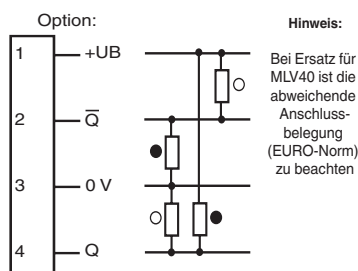 Option:
1 +UB
2 Q̅
3 0 V
4 Q
Hinweis:
Bei Ersatz für
MLV40 ist die
abweichende
Anschluss-
belegung
(EURO-Norm)
zu beachten